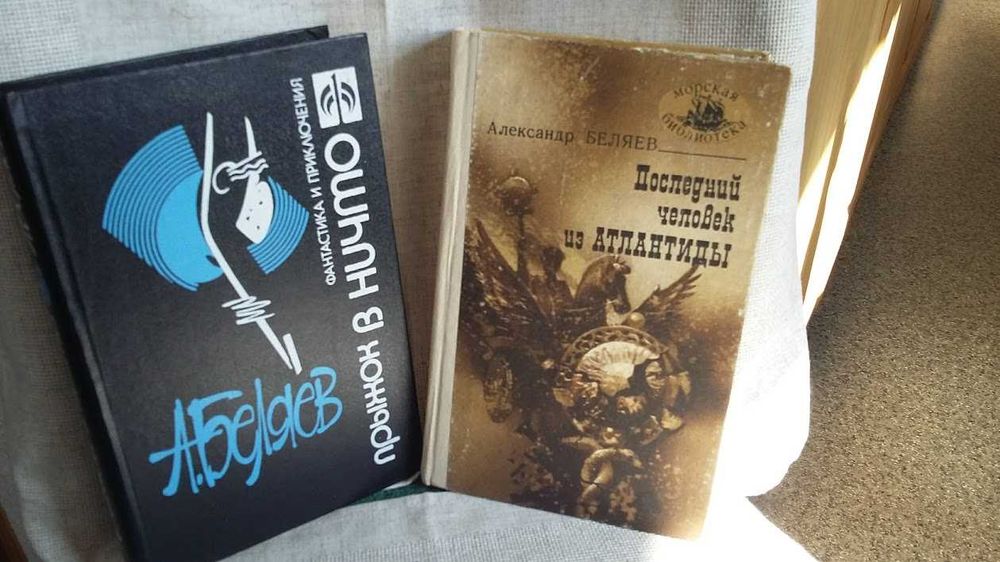 А. Беляев
ПРЫЖОК В НИЧТО
ФАНТАСТИКА И ПРИКЛЮЧЕНИЯ
морская
библиотека
Александр БЕЛЯЕВ
Последний
человек
из АТЛАНТИДЫ